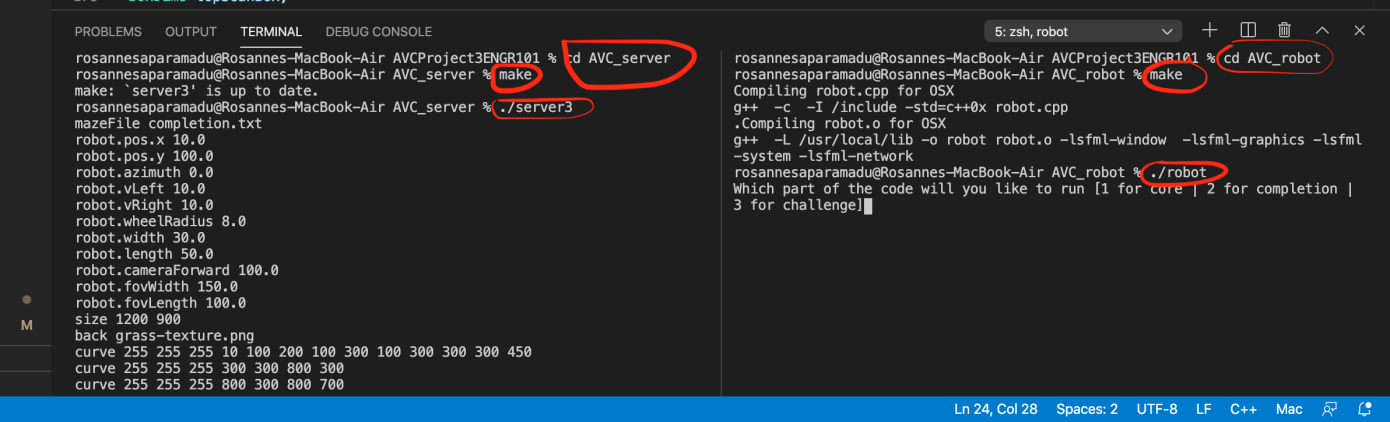 PROBLEMS OUTPUT TERMINAL DEBUG CONSOLE
5: zsh, robot
rosannesaparamadu@Rosannes-MacBook-Air AVCProject3ENGR101 % cd AVC_server
rosannesaparamadu@Rosannes-MacBook-Air AVC_server % make
make: `server3' is up to date.
rosannesaparamadu@Rosannes-MacBook-Air AVC_server % ./server3
mazeFile completion.txt
robot.pos.x 10.0
robot.pos.y 100.0
robot.azimuth 0.0
robot.vLeft 10.0
robot.vRight 10.0
robot.wheelRadius 8.0
robot.width 30.0
robot.length 50.0
robot.cameraForward 100.0
robot.fovWidth 150.0
robot.fovLength 100.0
size 1200 900
back grass-texture.png
curve 255 255 255 10 100 200 100 300 100 300 300 300 450
curve 255 255 255 300 300 800 300
curve 255 255 255 800 300 800 700
rosannesaparamadu@Rosannes-MacBook-Air AVCProject3ENGR101 % cd AVC_robot
rosannesaparamadu@Rosannes-MacBook-Air AVC_robot % make
Compiling robot.cpp for OSX
g++  -c  -I /include -std=c++0x robot.cpp
.Compiling robot.o for OSX
g++  -L /usr/local/lib -o robot robot.o -lsfml-window  -lsfml-graphics -lsfml
-system -lsfml-network
rosannesaparamadu@Rosannes-MacBook-Air AVC_robot % ./robot
Which part of the code will you like to run [1 for core | 2 for completion |
3 for challenge]
M
Ln 24, Col 28 Spaces: 2 UTF-8 LF C++ Mac